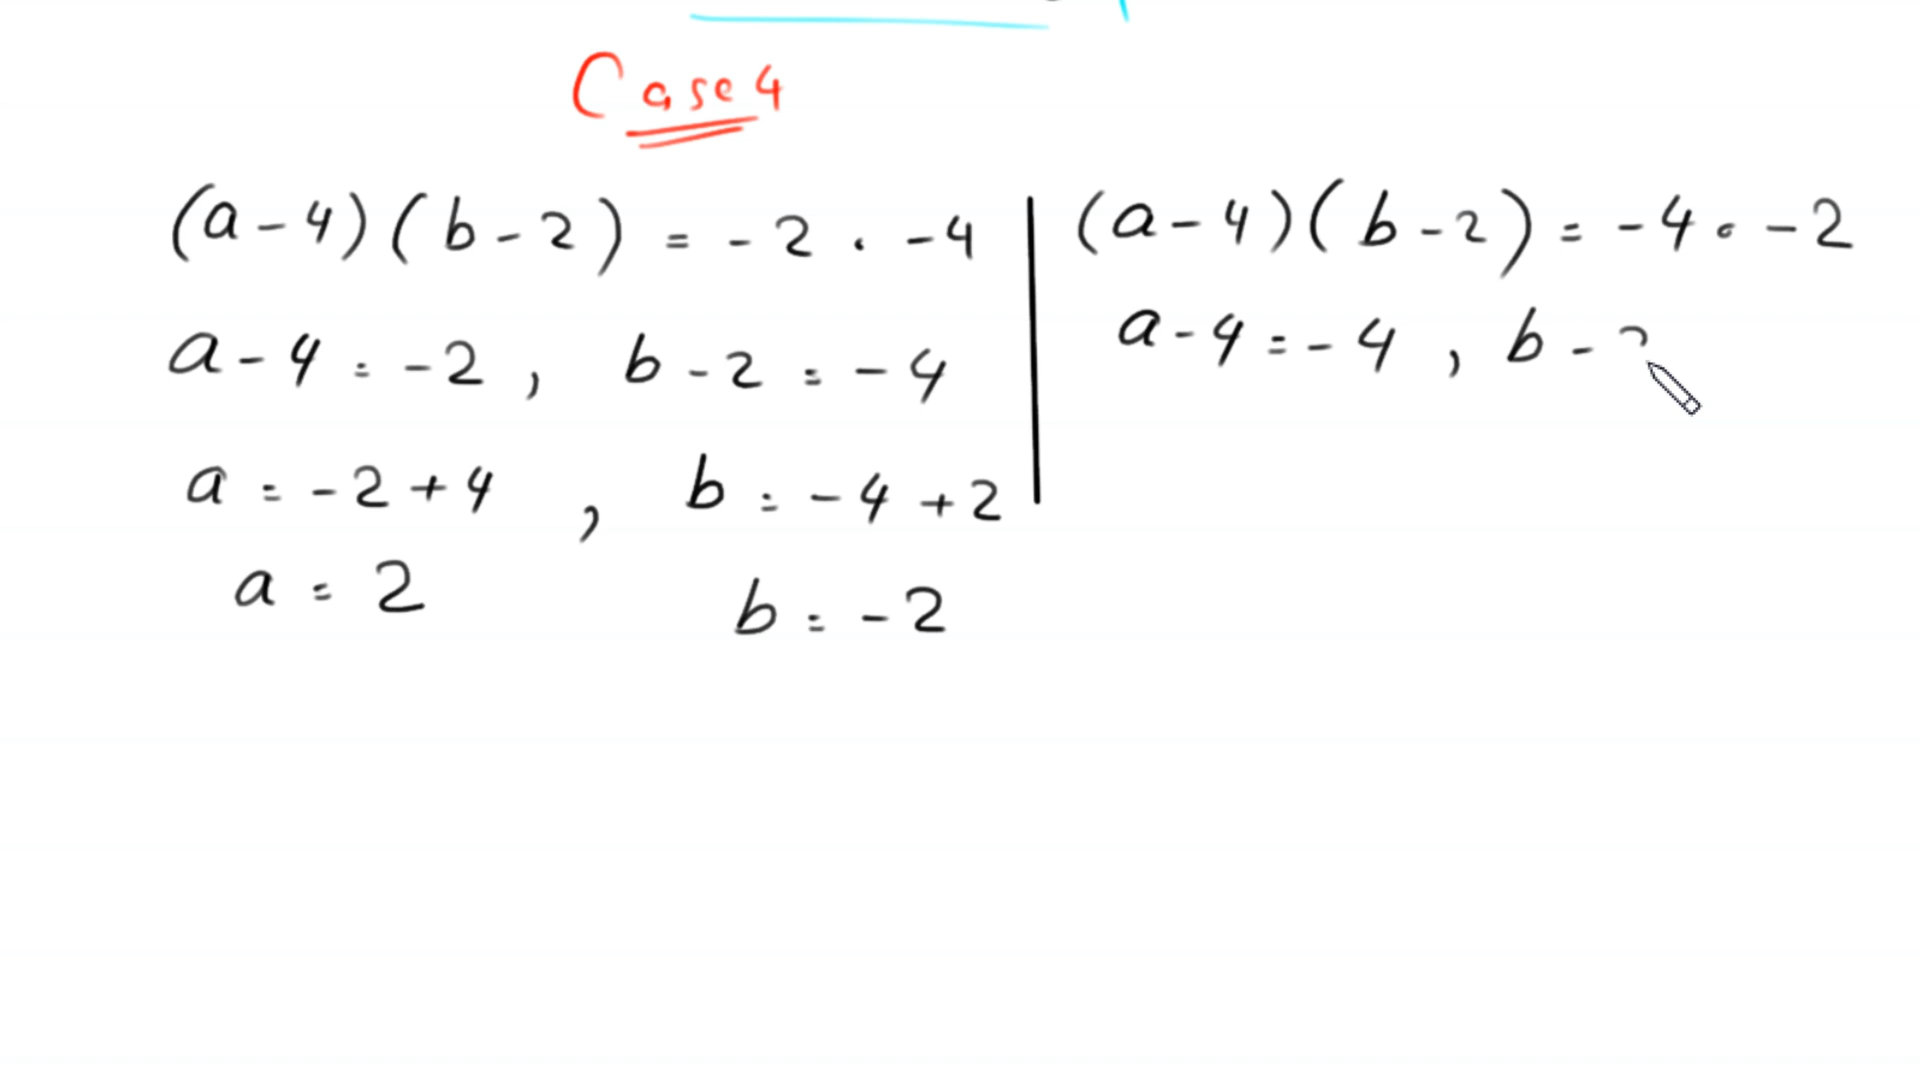 Case 4
(a-4)(b-2) = -2 · -4
a-4 = -2 , b-2 = -4
a = -2+4 , b = -4+2
a = 2 b = -2
(a-4)(b-2) = -4 · -2
a-4 = -4 , b -